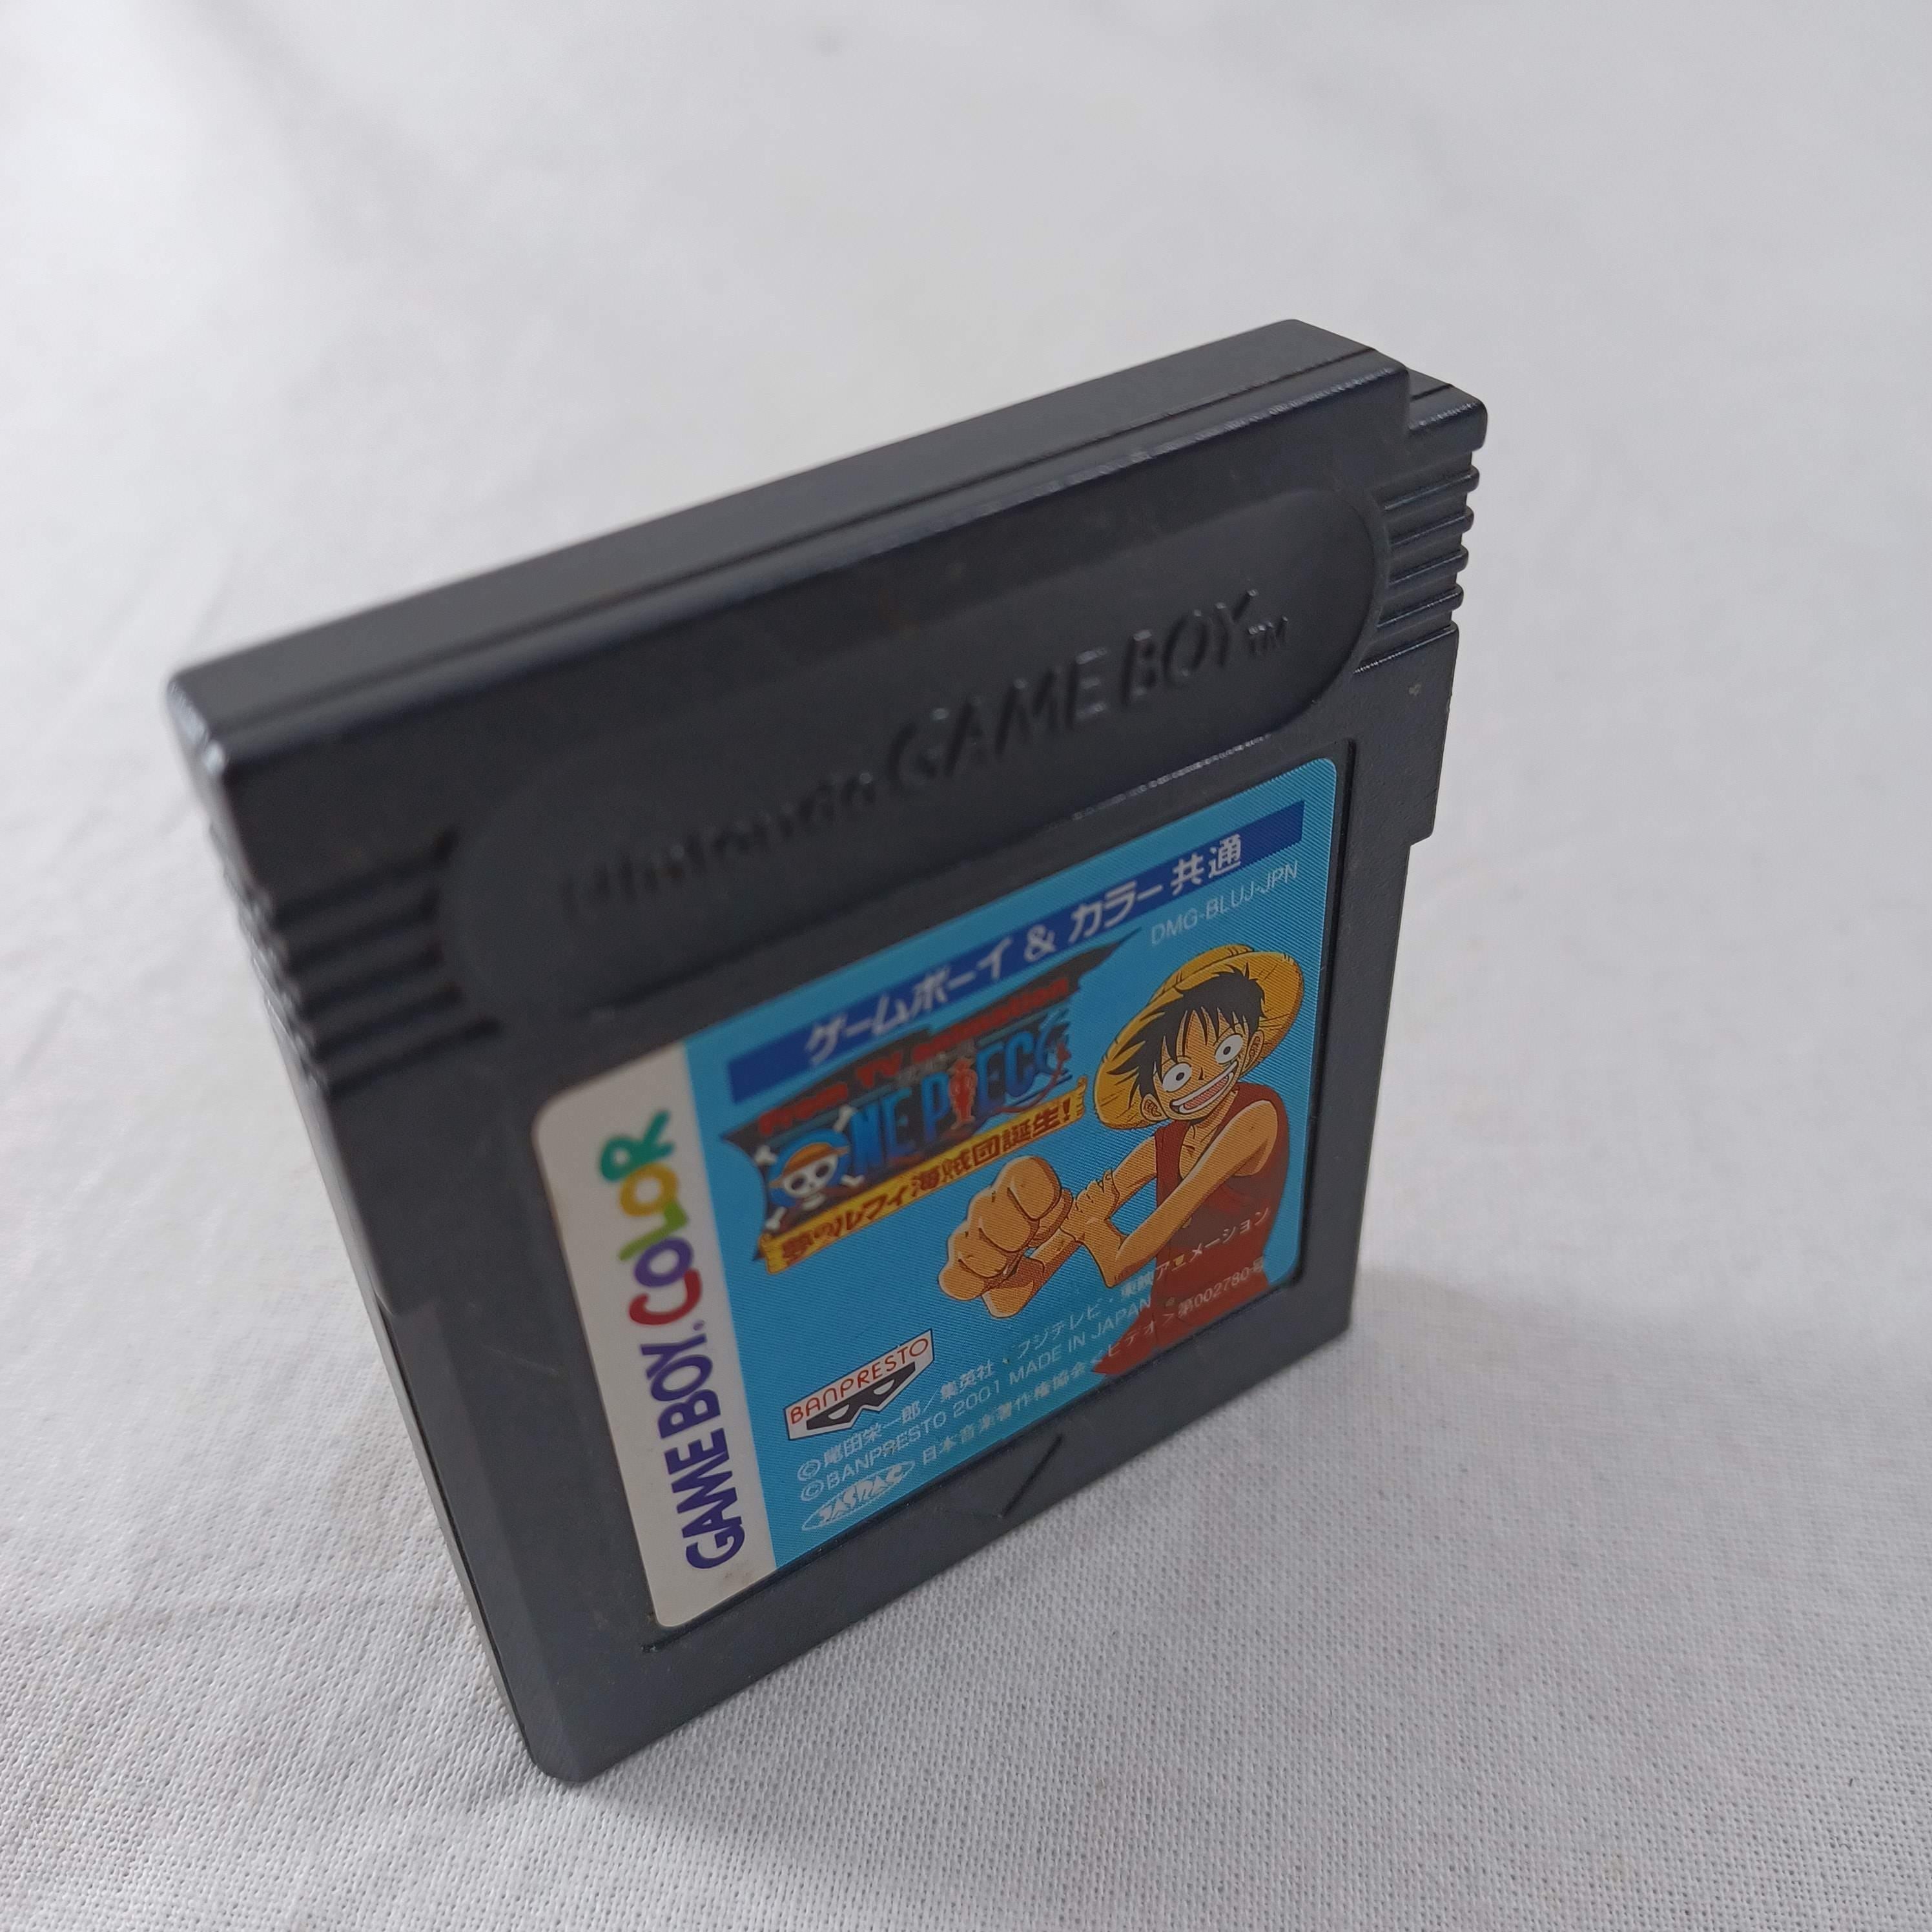 Nintendo GAME BOY™
ゲームボーイ & カラー共通
DMG-BLUJ-JPN
From TV animation
ONE PIECE
夢のルフィ海賊団誕生!
GAME BOY COLOR
BANPRESTO
©尾田栄一郎/集英社・フジテレビ・東映アニメーション
©BANPRESTO 2001 MADE IN JAPAN
JASRAC 日本音楽著作権協会<ビデオ>第002780号